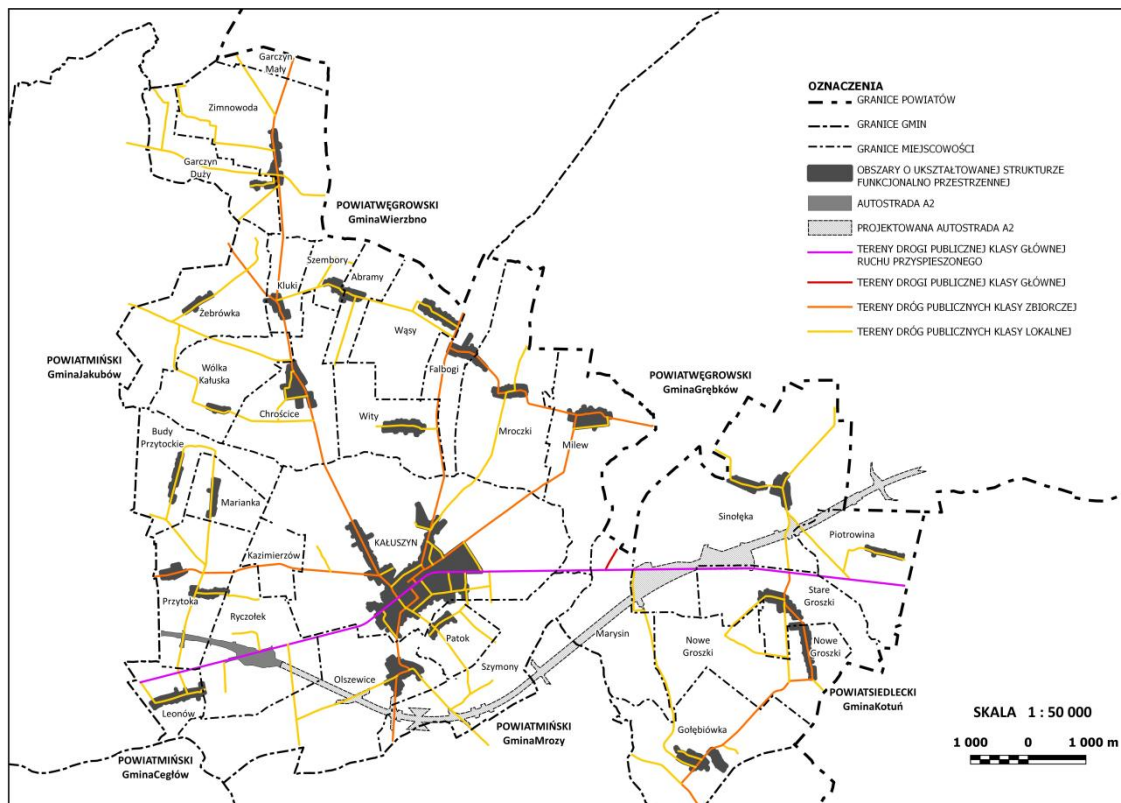 Garczyn
Mały
Zimnowoda
Garczyn
Duży
POWIATWĘGROWSKI
GminaWierzbno
Szembory
Abramy
Kluki
Żebrówka
Wąsy
POWIATMIŃSKI
GminaJakubów
Wólka
Kałuska
Falbogi
POWIATWĘGROWSKI
GminaGrębków
Chrościce
Wity
Mroczki
Milew
Budy
Przytockie
Marianka
Sinołęka
KAŁUSZYN
Piotrowina
Kazimierzów
Przytoka
Ryczołek
Stare
Groszki
Patok
Marysin
Nowe
Groszki
Nowe
Groszki
Szymony
Olszewice
Leonów
POWIATSIEDLECKI
GminaKotuń
POWIATMIŃSKI
GminaMrozy
Gołębiówka
POWIATMIŃSKI
GminaCegłów
OZNACZENIA
GRANICE POWIATÓW
GRANICE GMIN
GRANICE MIEJSCOWOŚCI
OBSZARY O UKSZTAŁTOWANEJ STRUKTURZE
FUNKCJONALNO PRZESTRZENNEJ
AUTOSTRADA A2
PROJEKTOWANA AUTOSTRADA A2
TERENY DROGI PUBLICZNEJ KLASY GŁÓWNEJ
RUCHU PRZYSPIESZONEGO
TERENY DROGI PUBLICZNEJ KLASY GŁÓWNEJ
TERENY DRÓG PUBLICZNYCH KLASY ZBIORCZEJ
TERENY DRÓG PUBLICZNYCH KLASY LOKALNEJ
SKALA 1 : 50 000
1 000 0 1 000 m